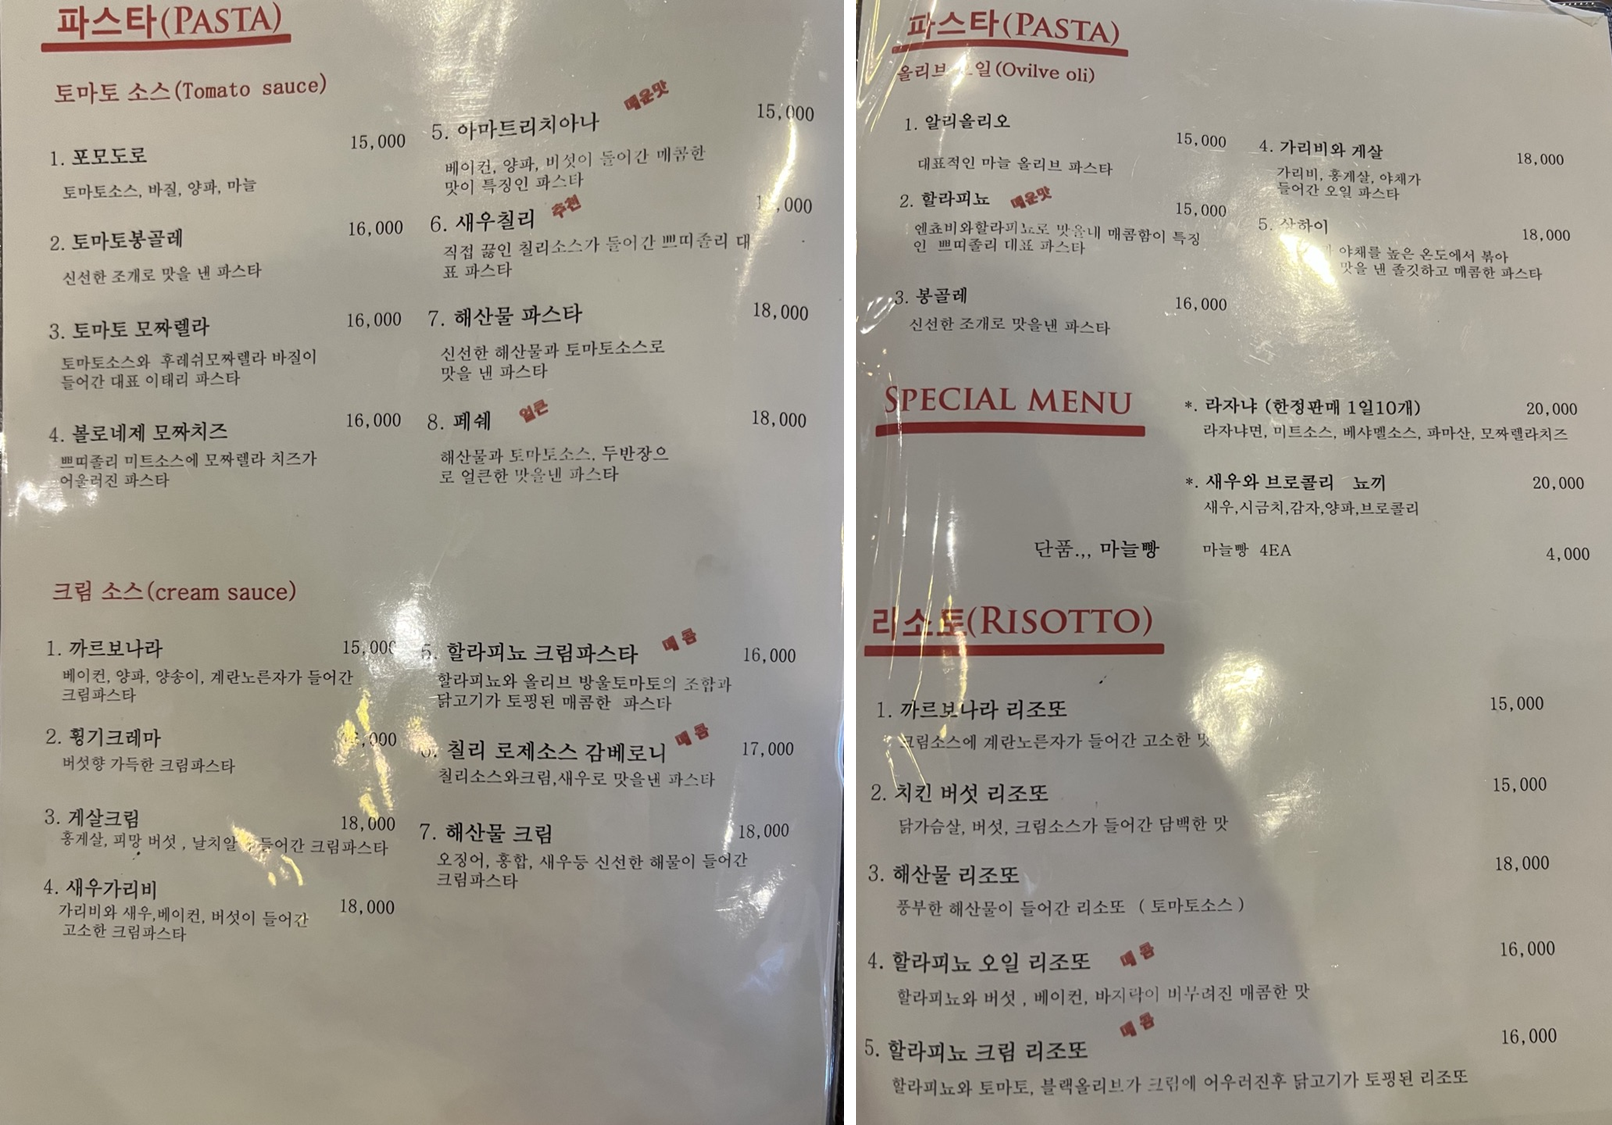 파스타(PASTA)
토마토 소스(Tomato sauce)
1. 포모도로 15,000
토마토소스, 바질, 양파, 마늘
2. 토마토봉골레 16,000
신선한 조개로 맛을 낸 파스타
3. 토마토 모짜렐라 16,000
토마토소스와 후레쉬모짜렐라 바질이
들어간 대표 이태리 파스타
4. 볼로네제 모짜치즈 16,000
쁘띠졸리 미트소스에 모짜렐라 치즈가
어울러진 파스타
5. 아마트리치아나 매운맛 15,000
베이컨, 양파, 버섯이 들어간 매콤한
맛이 특징인 파스타
6. 새우칠리 추천
직접 끓인 칠리소스가 들어간 쁘띠졸리 대
표 파스타
7. 해산물 파스타 18,000
신선한 해산물과 토마토소스로
맛을 낸 파스타
8. 페쉐 얼큰 18,000
해산물과 토마토소스, 두반장으
로 얼큰한 맛을낸 파스타
크림 소스(cream sauce)
1. 까르보나라 15,000
베이컨, 양파, 양송이, 계란노른자가 들어간
크림파스타
2. 훵기크레마
버섯향 가득한 크림파스타
3. 게살크림 18,000
홍게살, 피망 버섯 , 날치알 들어간 크림파스타
4. 새우가리비 18,000
가리비와 새우,베이컨, 버섯이 들어간
고소한 크림파스타
5. 할라피뇨 크림파스타 매콤 16,000
할라피뇨와 올리브 방울토마토의 조합과
닭고기가 토핑된 매콤한 파스타
6. 칠리 로제소스 감베로니 매콤 17,000
칠리소스와크림,새우로 맛을낸 파스타
7. 해산물 크림 18,000
오징어, 홍합, 새우등 신선한 해물이 들어간
크림파스타
파스타(PASTA)
올리브 오일(Ovilve oli)
1. 알리올리오 15,000
대표적인 마늘 올리브 파스타
2. 할라피뇨 매운맛 15,000
엔쵸비와할라피뇨로 맛을내 매콤함이 특징
인 쁘띠졸리 대표 파스타
3. 봉골레 16,000
신선한 조개로 맛을낸 파스타
4. 가리비와 게살 18,000
가리비, 홍게살, 야채가
들어간 오일 파스타
5. 상하이 18,000
야채를 높은 온도에서 볶아
맛을 낸 졸깃하고 매콤한 파스타
SPECIAL MENU
*. 라자냐 (한정판매 1일10개) 20,000
라자냐면, 미트소스, 베샤멜소스, 파마산, 모짜렐라치즈
*. 새우와 브로콜리 뇨끼 20,000
새우,시금치,감자,양파,브로콜리
단품.,, 마늘빵 마늘빵 4EA 4,000
리소토(RISOTTO)
1. 까르보나라 리조또 15,000
크림소스에 계란노른자가 들어간 고소한 맛
2. 치킨 버섯 리조또 15,000
닭가슴살, 버섯, 크림소스가 들어간 담백한 맛
3. 해산물 리조또 18,000
풍부한 해산물이 들어간 리소또 ( 토마토소스 )
4. 할라피뇨 오일 리조또 매콤 16,000
할라피뇨와 버섯 , 베이컨, 바지락이 비무려진 매콤한 맛
5. 할라피뇨 크림 리조또 매콤 16,000
할라피뇨와 토마토, 블랙올리브가 크림에 어우러진후 닭고기가 토핑된 리조또